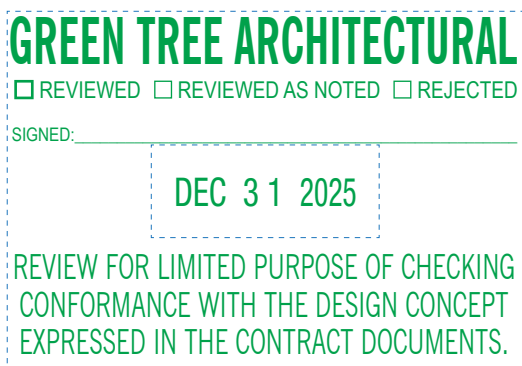 GREEN TREE ARCHITECTURAL
☐ REVIEWED ☐ REVIEWED AS NOTED ☐ REJECTED
SIGNED:
DEC 31 2025
REVIEW FOR LIMITED PURPOSE OF CHECKING
CONFORMANCE WITH THE DESIGN CONCEPT
EXPRESSED IN THE CONTRACT DOCUMENTS.